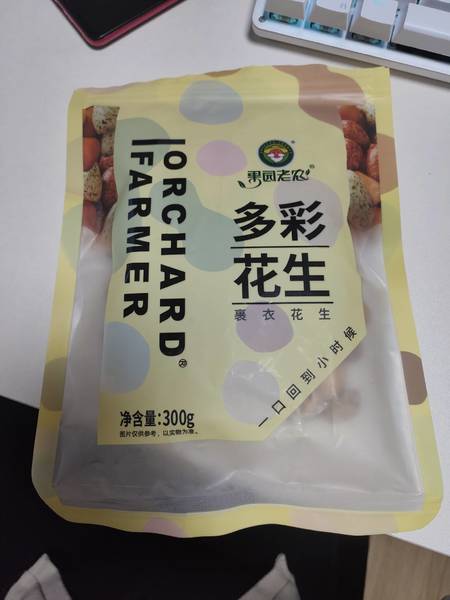 ORCHARD®
FARMER
果园老农®
多彩
花生
裹衣花生
一口回到小时候
净含量:300g
图片仅供参考，以实物为准。